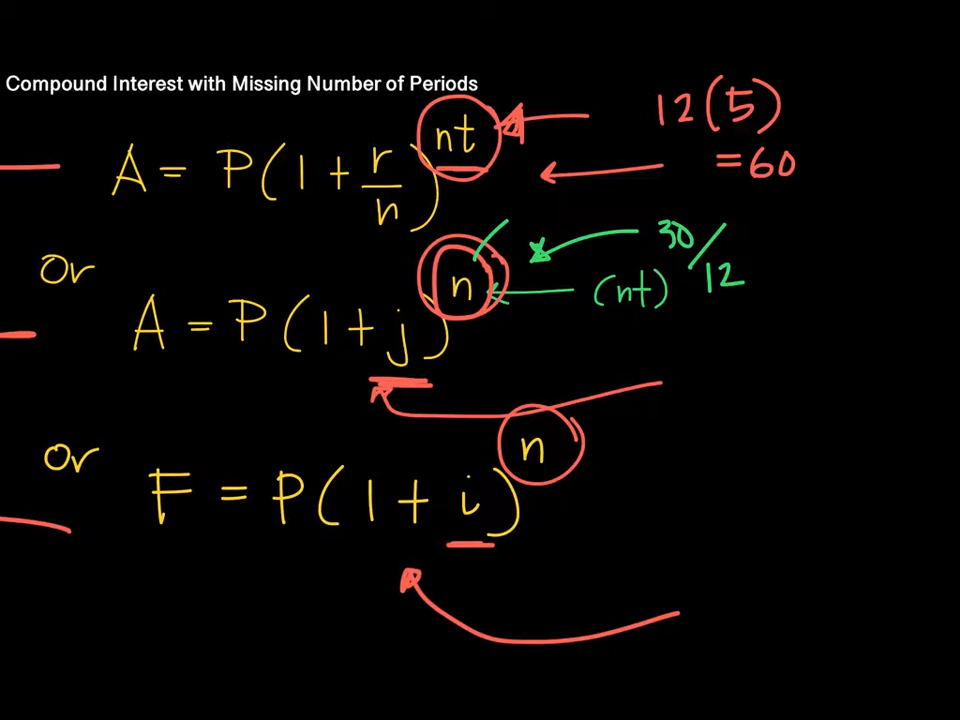 Compound Interest with Missing Number of Periods
A = P(1 + r/n)^nt
12(5)
= 60
or
A = P(1 + j)^n
30/12
(nt)
or
F = P(1 + i)^n